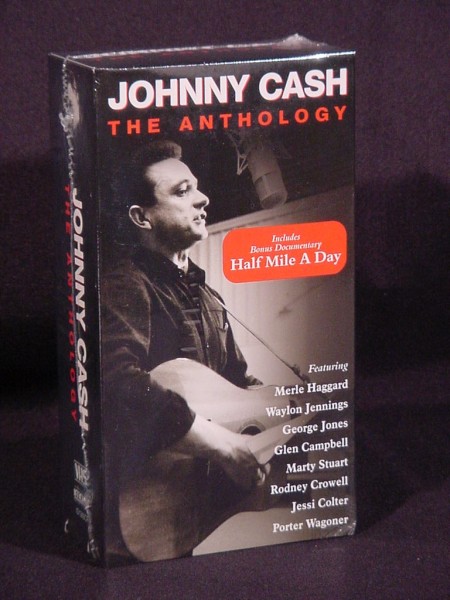 JOHNNY CASH
THE ANTHOLOGY
Includes
Bonus Documentary
Half Mile A Day
Featuring
Merle Haggard
Waylon Jennings
George Jones
Glen Campbell
Marty Stuart
Rodney Crowell
Jessi Colter
Porter Wagoner
JOHNNY CASH
THE ANTHOLOGY
VHS